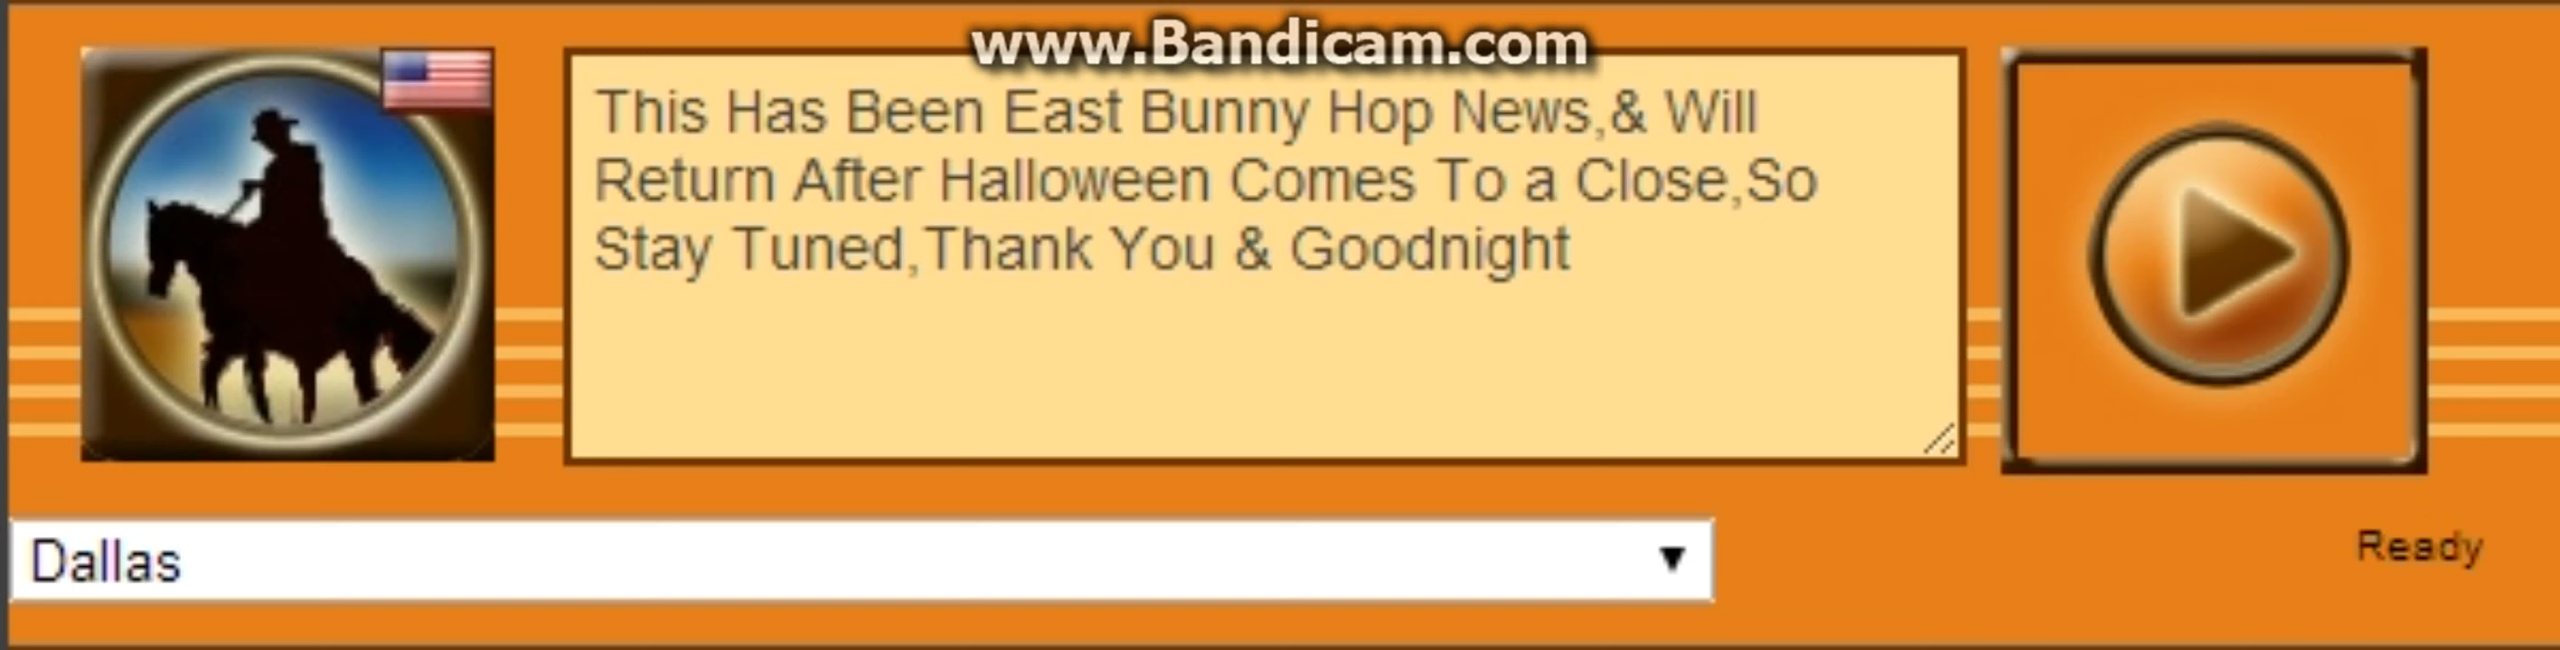 www.Bandicam.com
This Has Been East Bunny Hop News,& Will
Return After Halloween Comes To a Close,So
Stay Tuned,Thank You & Goodnight
Dallas
Ready